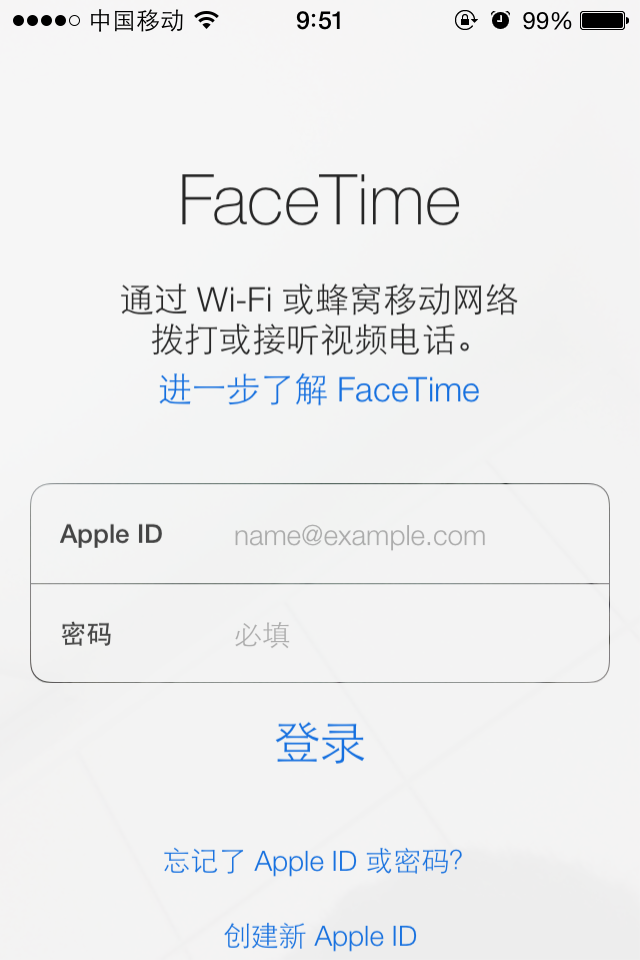 中国移动 9:51 99%
FaceTime
通过 Wi-Fi 或蜂窝移动网络
拨打或接听视频电话。
进一步了解 FaceTime
Apple ID name@example.com
密码 必填
登录
忘记了 Apple ID 或密码?
创建新 Apple ID